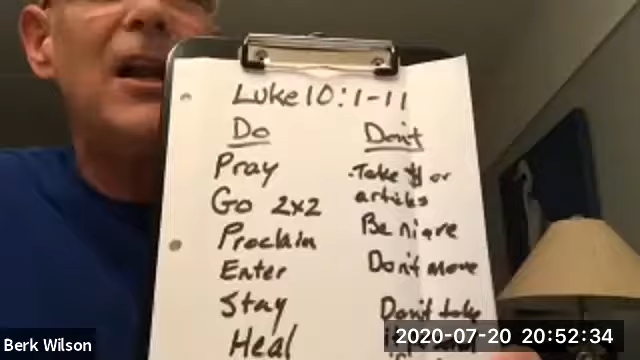 Luke 10:1-11
Do
Pray
Go 2x2
Proclaim
Enter
Stay
Heal
Don't
Take $ or
articles
Be
Don't move
Don't take
Berk Wilson
2020-07-20 20:52:34